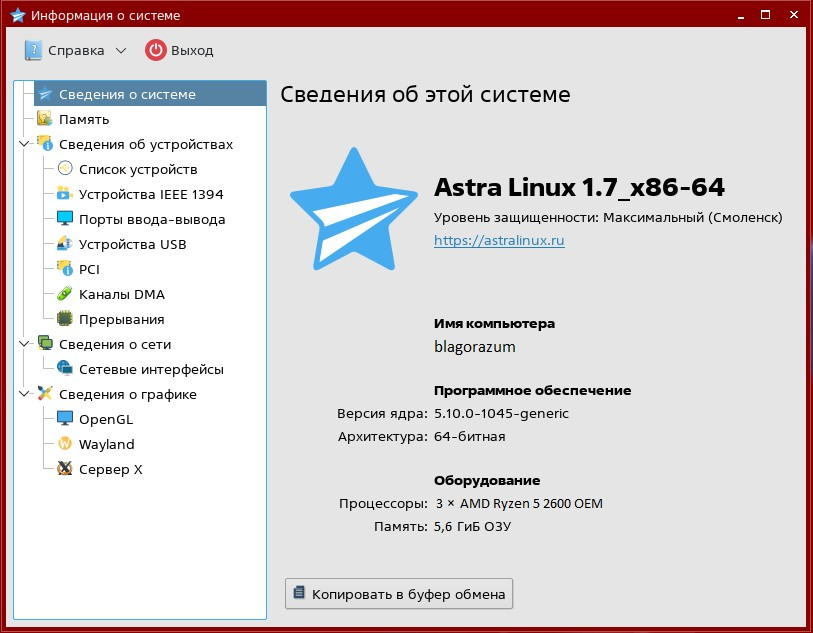 Информация о системе
Справка
Выход
Сведения о системе
Память
Сведения об устройствах
Список устройств
Устройства IEEE 1394
Порты ввода-вывода
Устройства USB
PCI
Каналы DMA
Прерывания
Сведения о сети
Сетевые интерфейсы
Сведения о графике
OpenGL
Wayland
Сервер X
Сведения об этой системе
Astra Linux 1.7_x86-64
Уровень защищенности: Максимальный (Смоленск)
https://astralinux.ru
Имя компьютера
blagorazum
Программное обеспечение
Версия ядра: 5.10.0-1045-generic
Архитектура: 64-битная
Оборудование
Процессоры: 3 × AMD Ryzen 5 2600 OEM
Память: 5,6 ГиБ ОЗУ
Копировать в буфер обмена